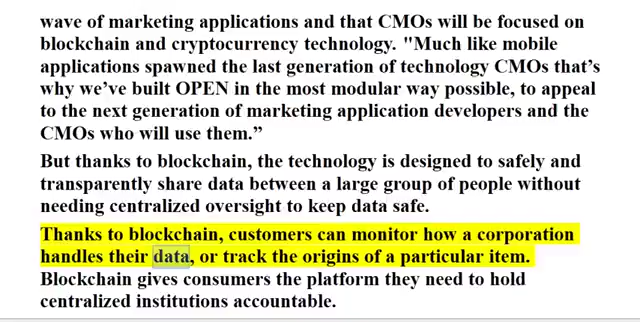 wave of marketing applications and that CMOs will be focused on
blockchain and cryptocurrency technology. "Much like mobile
applications spawned the last generation of technology CMOs that’s
why we’ve built OPEN in the most modular way possible, to appeal
to the next generation of marketing application developers and the
CMOs who will use them.”
But thanks to blockchain, the technology is designed to safely and
transparently share data between a large group of people without
needing centralized oversight to keep data safe.
Thanks to blockchain, customers can monitor how a corporation
handles their data, or track the origins of a particular item.
Blockchain gives consumers the platform they need to hold
centralized institutions accountable.